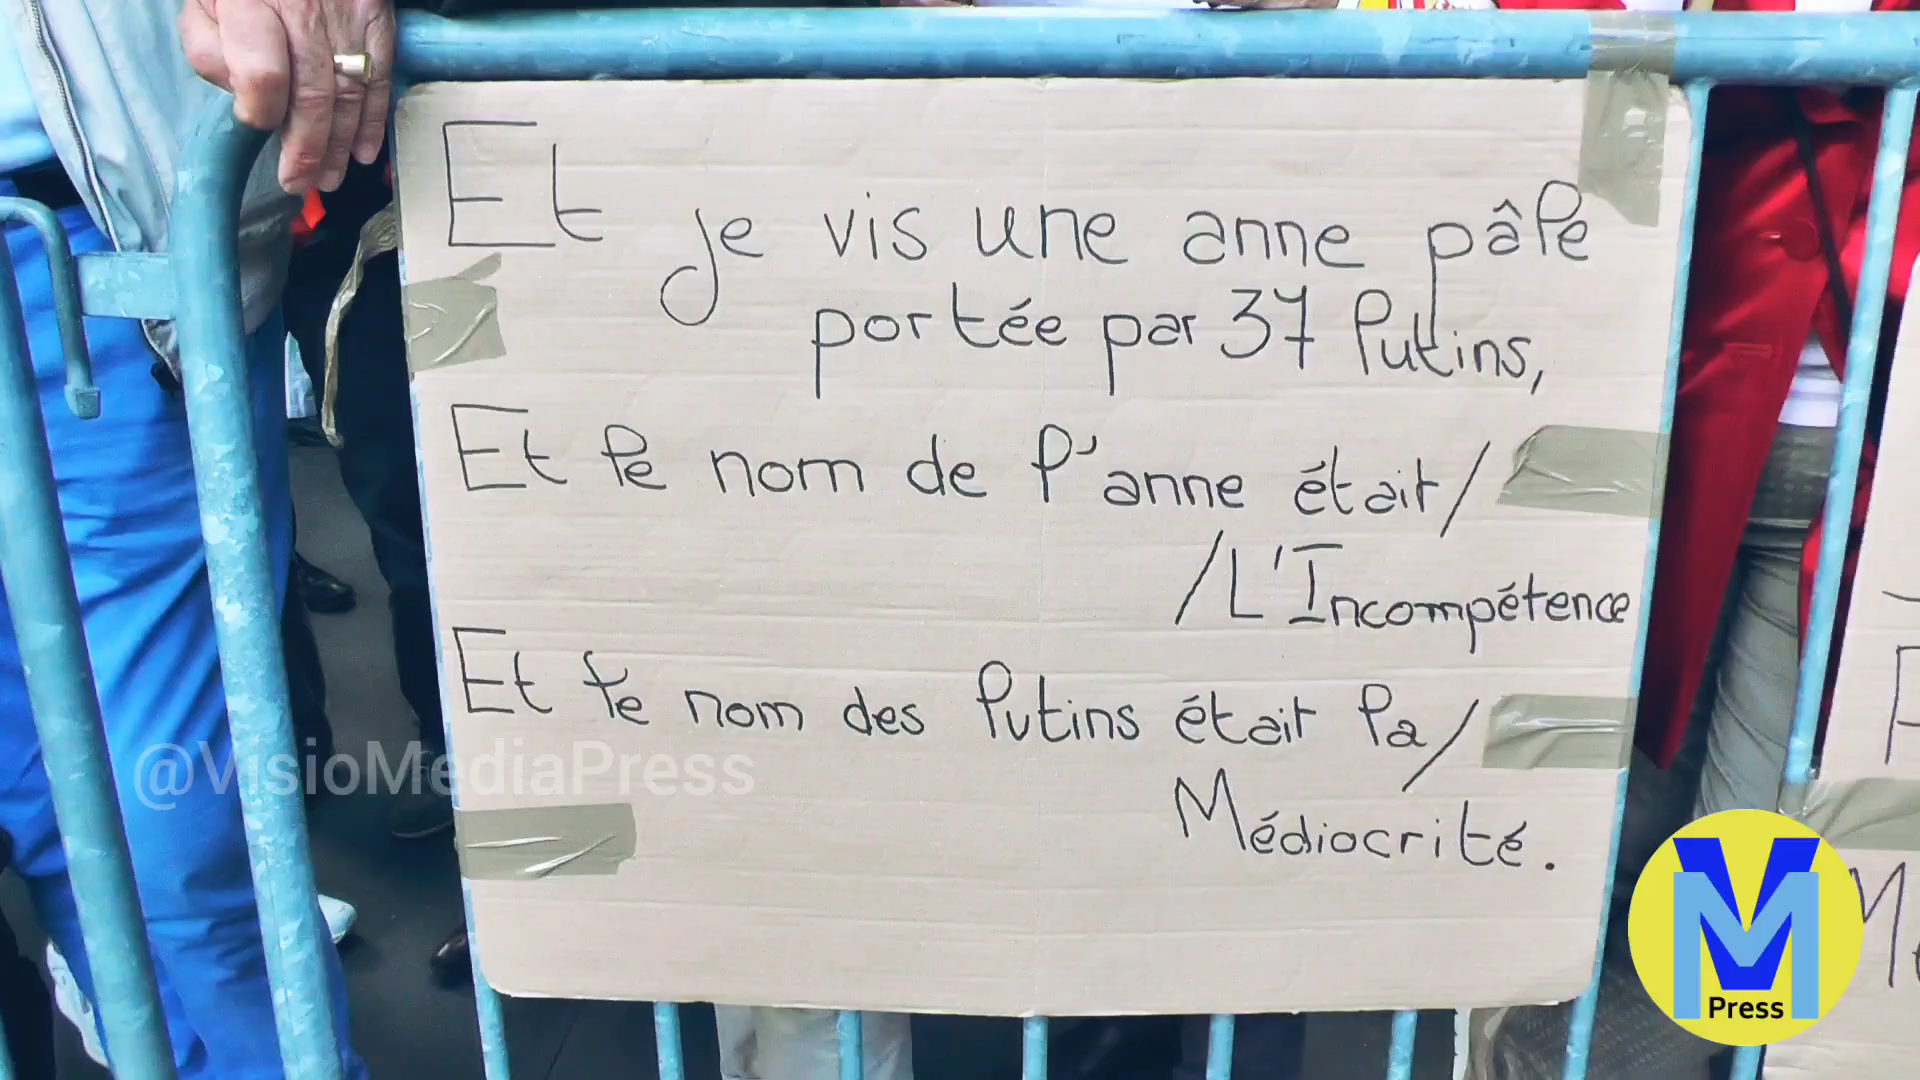 Et je vis une anne pâle
portée par 37 Putins,
Et le nom de l'anne était/
/L'Incompétence
Et le nom des Putins était la/
Médiocrité.
@VisioMediaPress
VM
Press